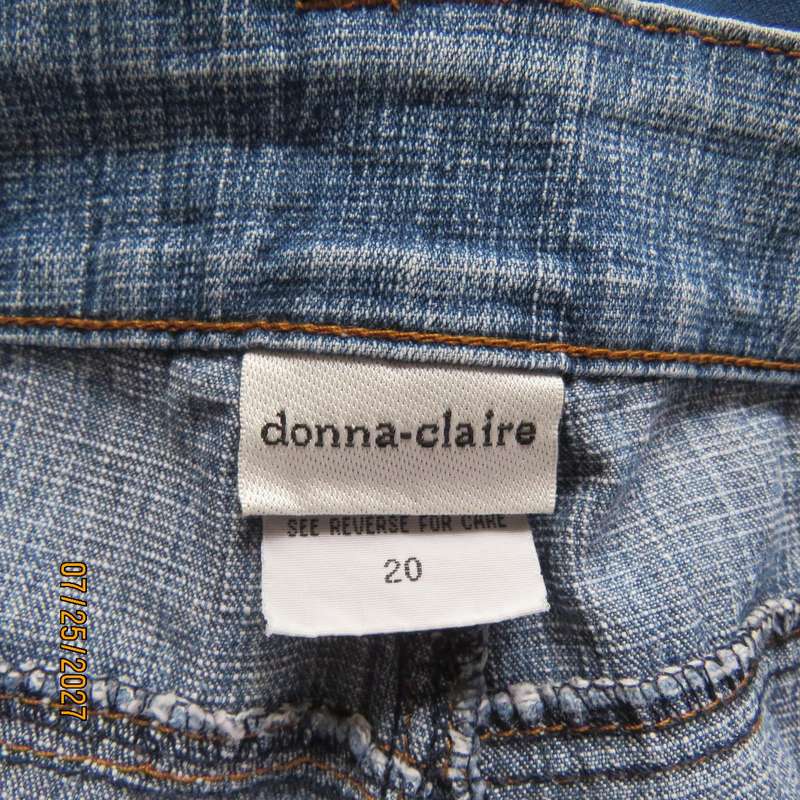 donna-claire
SEE REVERSE FOR CARE
20
07/25/2027